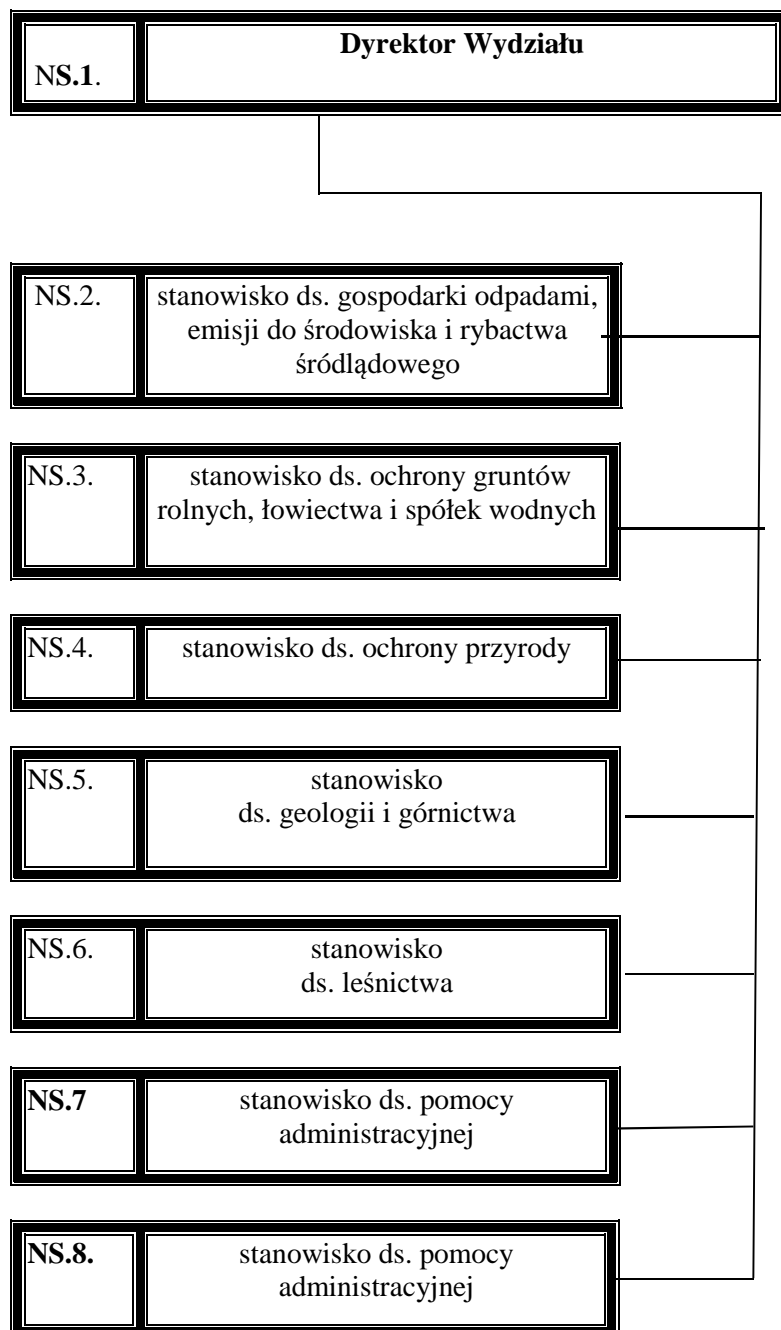 Dyrektor Wydziału
NS.1.
NS.2.
stanowisko ds. gospodarki odpadami,
emisji do środowiska i rybactwa
śródlądowego
NS.3.
stanowisko ds. ochrony gruntów
rolnych, łowiectwa i spółek wodnych
NS.4.
stanowisko ds. ochrony przyrody
NS.5.
stanowisko
ds. geologii i górnictwa
NS.6.
stanowisko
ds. leśnictwa
NS.7
stanowisko ds. pomocy
administracyjnej
NS.8.
stanowisko ds. pomocy
administracyjnej